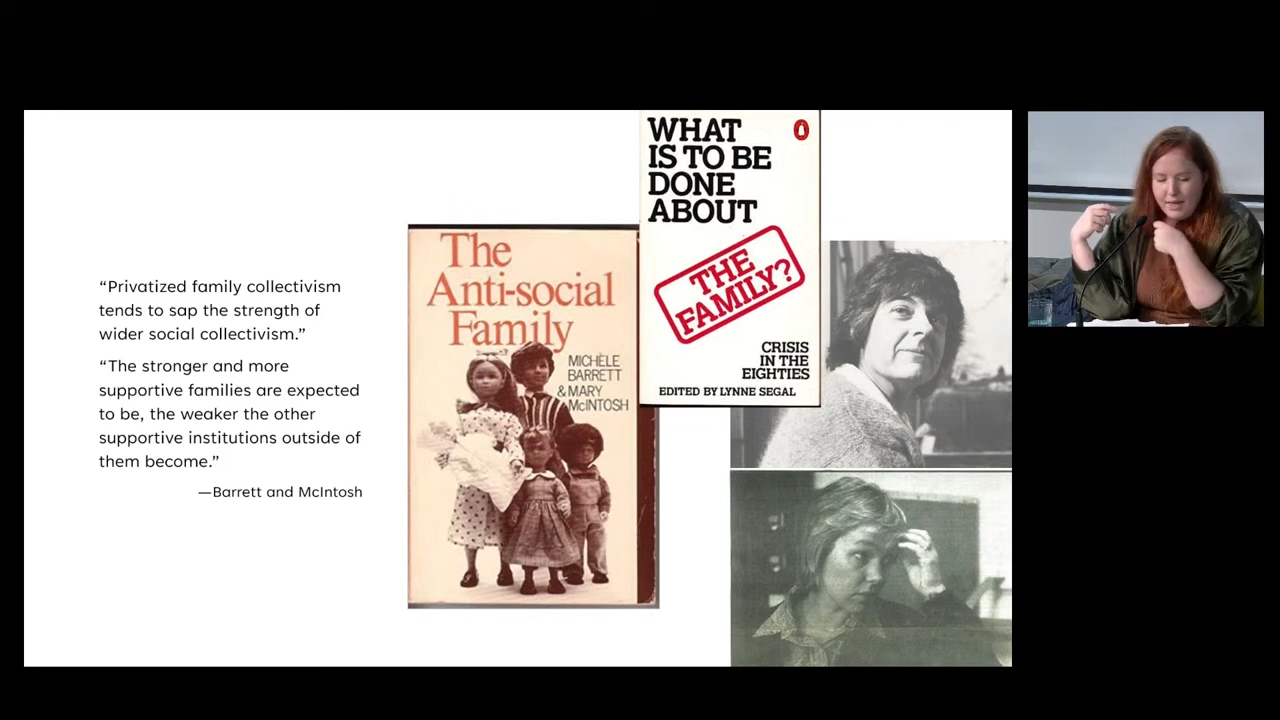 “Privatized family collectivism
tends to sap the strength of
wider social collectivism.”
“The stronger and more
supportive families are expected
to be, the weaker the other
supportive institutions outside of
them become.”
—Barrett and McIntosh
The
Anti-social
Family
MICHÈLE
BARRETT
& MARY
McINTOSH
WHAT
IS TO BE
DONE
ABOUT
THE
FAMILY?
CRISIS
IN THE
EIGHTIES
EDITED BY LYNNE SEGAL